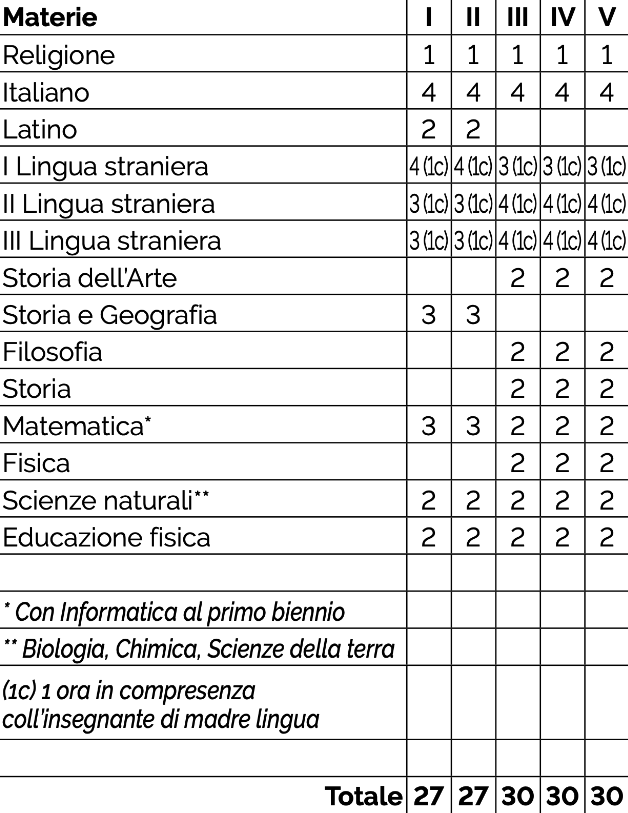 Materie I II III IV V
Religione 1 1 1 1 1
Italiano 4 4 4 4 4
Latino 2 2
I Lingua straniera 4 (1c) 4 (1c) 3 (1c) 3 (1c) 3 (1c)
II Lingua straniera 3 (1c) 3 (1c) 4 (1c) 4 (1c) 4 (1c)
III Lingua straniera 3 (1c) 3 (1c) 4 (1c) 4 (1c) 4 (1c)
Storia dell'Arte 2 2 2
Storia e Geografia 3 3
Filosofia 2 2 2
Storia 2 2 2
Matematica* 3 3 2 2 2
Fisica 2 2 2
Scienze naturali** 2 2 2 2 2
Educazione fisica 2 2 2 2 2
* Con Informatica al primo biennio
** Biologia, Chimica, Scienze della terra
(1c) 1 ora in compresenza
coll'insegnante di madre lingua
Totale 27 27 30 30 30